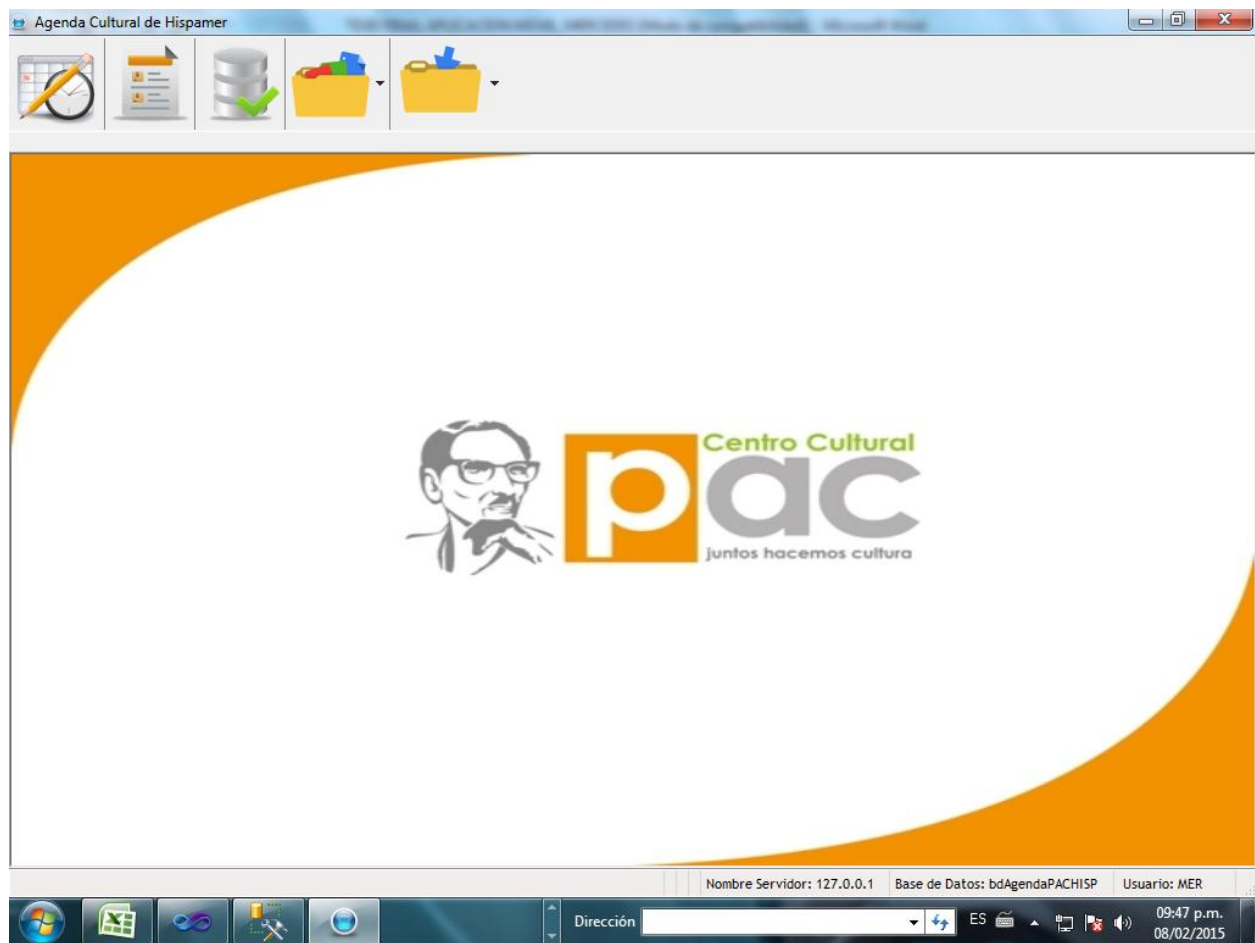 Agenda Cultural de Hispamer
Centro Cultural
pac
juntos hacemos cultura
Nombre Servidor: 127.0.0.1 Base de Datos: bdAgendaPACHISP Usuario: MER
Dirección ES 09:47 p.m.
08/02/2015